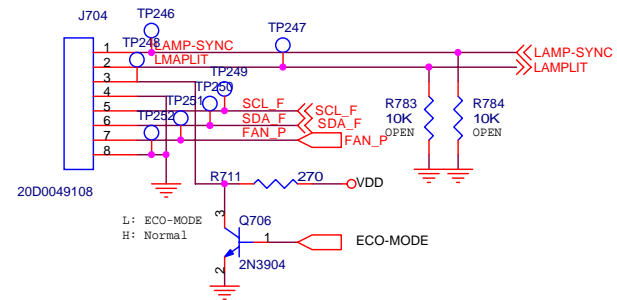 J704
TP246
TP247
1
LAMP-SYNC
LAMP-SYNC
TP248
2
LMAPLIT
LAMPLIT
3
TP249
4
TP250
5
SCL_F
SCL_F
R783
10K
OPEN
R784
10K
OPEN
TP251
6
SDA_F
SDA_F
TP252
7
FAN_P
FAN_P
8
20D0049108
R711
270
VDD
L: ECO-MODE
H: Normal
3
Q706
1
ECO-MODE
2
2N3904